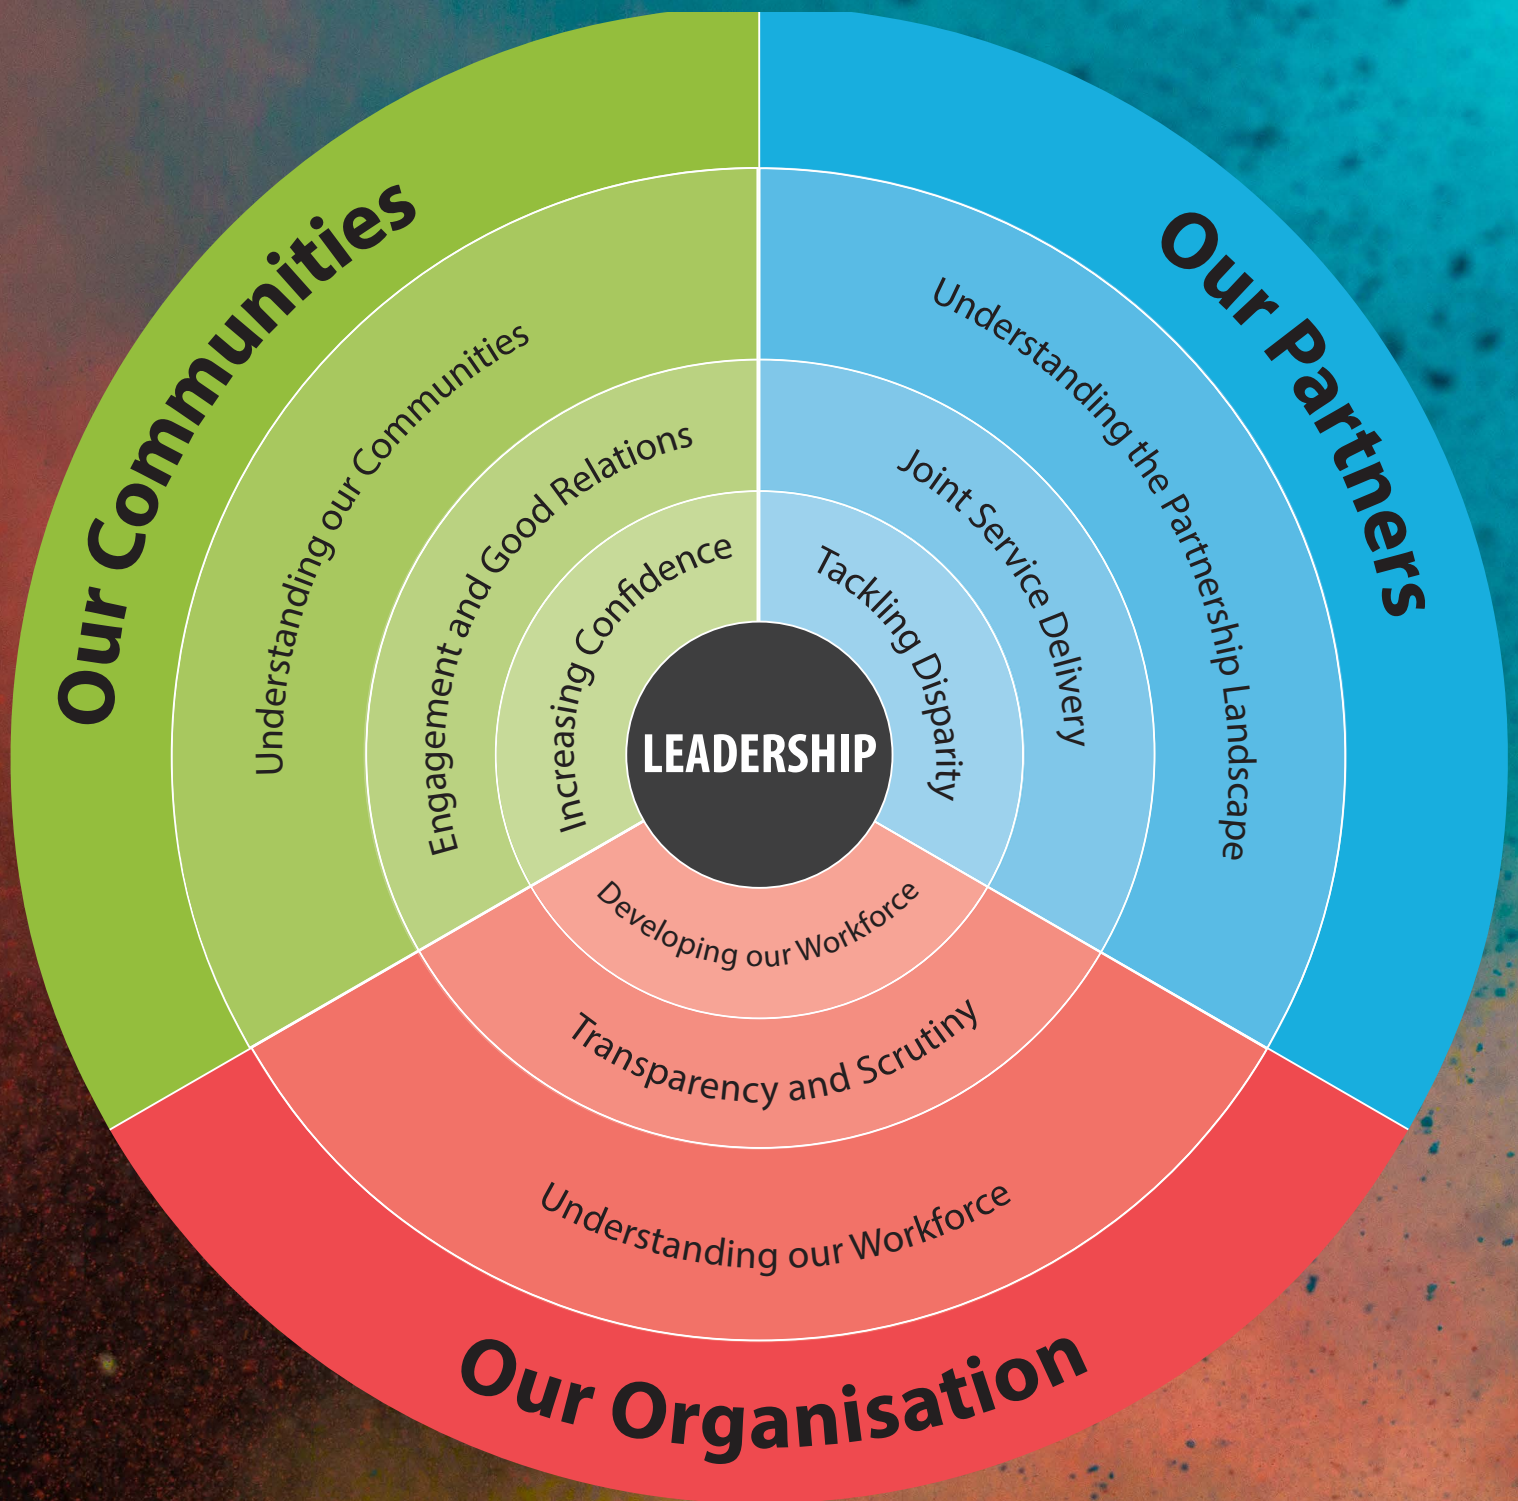 Our Communities
Understanding our Communities
Engagement and Good Relations
Increasing Confidence
Our Partners
Understanding the Partnership Landscape
Joint Service Delivery
Tackling Disparity
LEADERSHIP
Developing our Workforce
Transparency and Scrutiny
Understanding our Workforce
Our Organisation